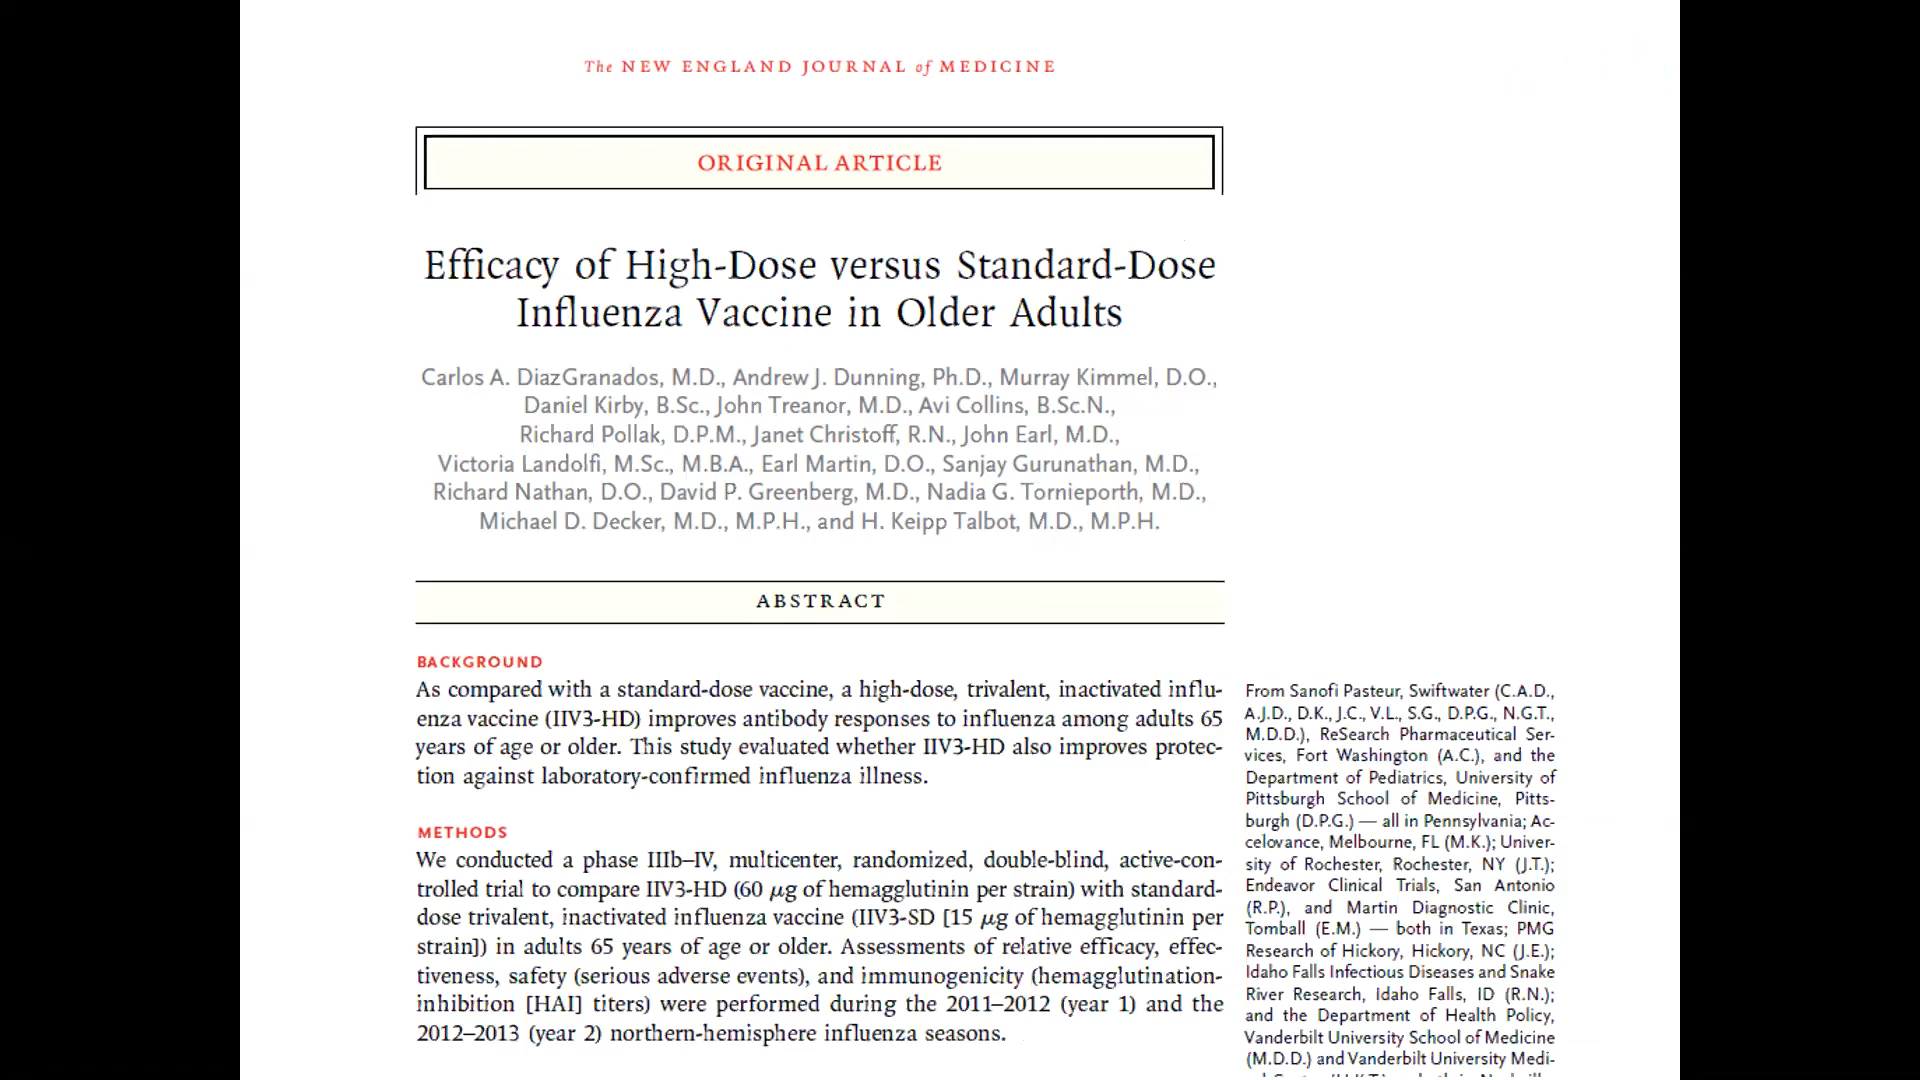 The NEW ENGLAND JOURNAL of MEDICINE
ORIGINAL ARTICLE
Efficacy of High-Dose versus Standard-Dose
Influenza Vaccine in Older Adults
Carlos A. DiazGranados, M.D., Andrew J. Dunning, Ph.D., Murray Kimmel, D.O.,
Daniel Kirby, B.Sc., John Treanor, M.D., Avi Collins, B.Sc.N.,
Richard Pollak, D.P.M., Janet Christoff, R.N., John Earl, M.D.,
Victoria Landolfi, M.Sc., M.B.A., Earl Martin, D.O., Sanjay Gurunathan, M.D.,
Richard Nathan, D.O., David P. Greenberg, M.D., Nadia G. Tornieporth, M.D.,
Michael D. Decker, M.D., M.P.H., and H. Keipp Talbot, M.D., M.P.H.
ABSTRACT
BACKGROUND
As compared with a standard-dose vaccine, a high-dose, trivalent, inactivated influ-
enza vaccine (IIV3-HD) improves antibody responses to influenza among adults 65
years of age or older. This study evaluated whether IIV3-HD also improves protec-
tion against laboratory-confirmed influenza illness.
METHODS
We conducted a phase IIIb–IV, multicenter, randomized, double-blind, active-con-
trolled trial to compare IIV3-HD (60 μg of hemagglutinin per strain) with standard-
dose trivalent, inactivated influenza vaccine (IIV3-SD [15 μg of hemagglutinin per
strain]) in adults 65 years of age or older. Assessments of relative efficacy, effec-
tiveness, safety (serious adverse events), and immunogenicity (hemagglutination-
inhibition [HAI] titers) were performed during the 2011–2012 (year 1) and the
2012–2013 (year 2) northern-hemisphere influenza seasons.
From Sanofi Pasteur, Swiftwater (C.A.D.,
A.J.D., D.K., J.C., V.L., S.G., D.P.G., N.G.T.,
M.D.D.), ReSearch Pharmaceutical Ser-
vices, Fort Washington (A.C.), and the
Department of Pediatrics, University of
Pittsburgh School of Medicine, Pitts-
burgh (D.P.G.) — all in Pennsylvania; Ac-
celovance, Melbourne, FL (M.K.); Univer-
sity of Rochester, Rochester, NY (J.T.);
Endeavor Clinical Trials, San Antonio
(R.P.), and Martin Diagnostic Clinic,
Tomball (E.M.) — both in Texas; PMG
Research of Hickory, Hickory, NC (J.E.);
Idaho Falls Infectious Diseases and Snake
River Research, Idaho Falls, ID (R.N.);
and the Department of Health Policy,
Vanderbilt University School of Medicine
(M.D.D.) and Vanderbilt University Medi-